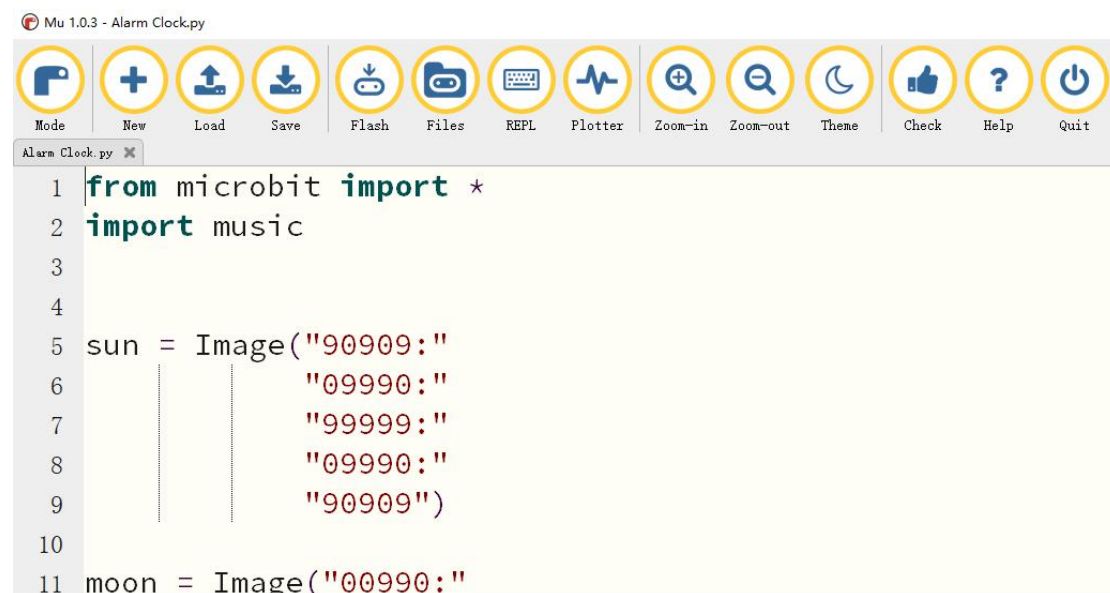 Mu 1.0.3 - Alarm Clock.py
Mode New Load Save Flash Files REPL Plotter Zoom-in Zoom-out Theme Check Help Quit
Alarm Clock.py
1 from microbit import *
2 import music
3
4
5 sun = Image("90909:"
6 "09990:"
7 "99999:"
8 "09990:"
9 "90909")
10
11 moon = Image("00990:"